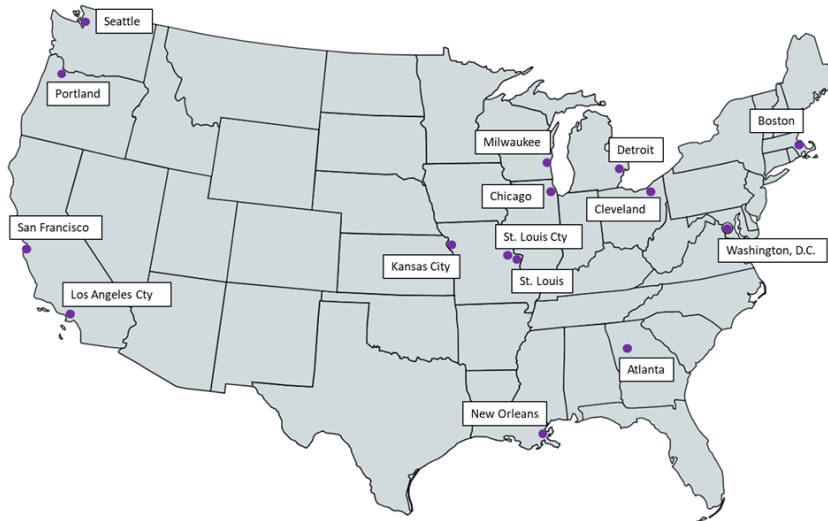 Seattle
Portland
Boston
Milwaukee
Detroit
Chicago
Cleveland
San Francisco
St. Louis Cty
Washington, D.C.
Kansas City
St. Louis
Los Angeles Cty
Atlanta
New Orleans